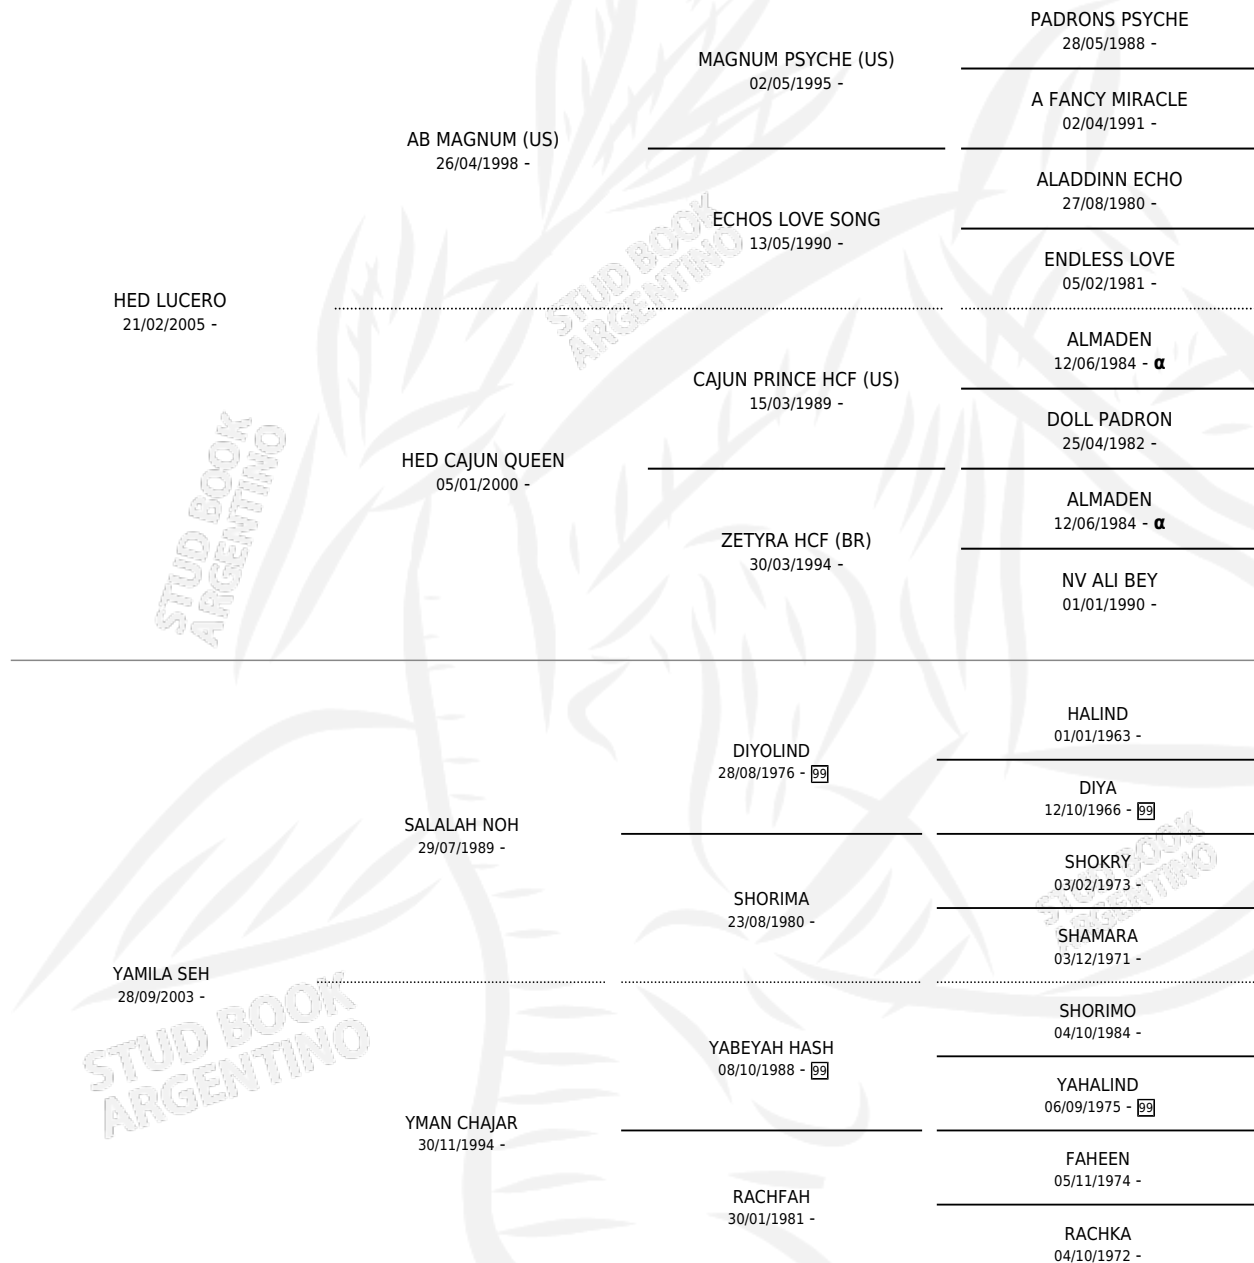 PADRONS PSYCHE
28/05/1988 -
MAGNUM PSYCHE (US)
02/05/1995 -
A FANCY MIRACLE
02/04/1991 -
AB MAGNUM (US)
26/04/1998 -
ALADDINN ECHO
27/08/1980 -
ECHOS LOVE SONG
13/05/1990 -
ENDLESS LOVE
05/02/1981 -
HED LUCERO
21/02/2005 -
STUD BOOK
ARGENTINO
ALMADEN
12/06/1984 - α
CAJUN PRINCE HCF (US)
15/03/1989 -
DOLL PADRON
25/04/1982 -
HED CAJUN QUEEN
05/01/2000 -
ALMADEN
12/06/1984 - α
ZETYRA HCF (BR)
30/03/1994 -
NV ALI BEY
01/01/1990 -
STUD BOOK
ARGENTINO
HALIND
01/01/1963 -
DIYOLIND
28/08/1976 - 99
DIYA
12/10/1966 - 99
SALALAH NOH
29/07/1989 -
SHOKRY
03/02/1973 -
SHORIMA
23/08/1980 -
SHAMARA
03/12/1971 -
STUD BOOK
ARGENTINO
YAMILA SEH
28/09/2003 -
SHORIMO
04/10/1984 -
YABEYAH HASH
08/10/1988 - 99
YAHALIND
06/09/1975 - 99
YMAN CHAJAR
30/11/1994 -
FAHEEN
05/11/1974 -
RACHFAH
30/01/1981 -
RACHKA
04/10/1972 -
STUD BOOK
ARGENTINO